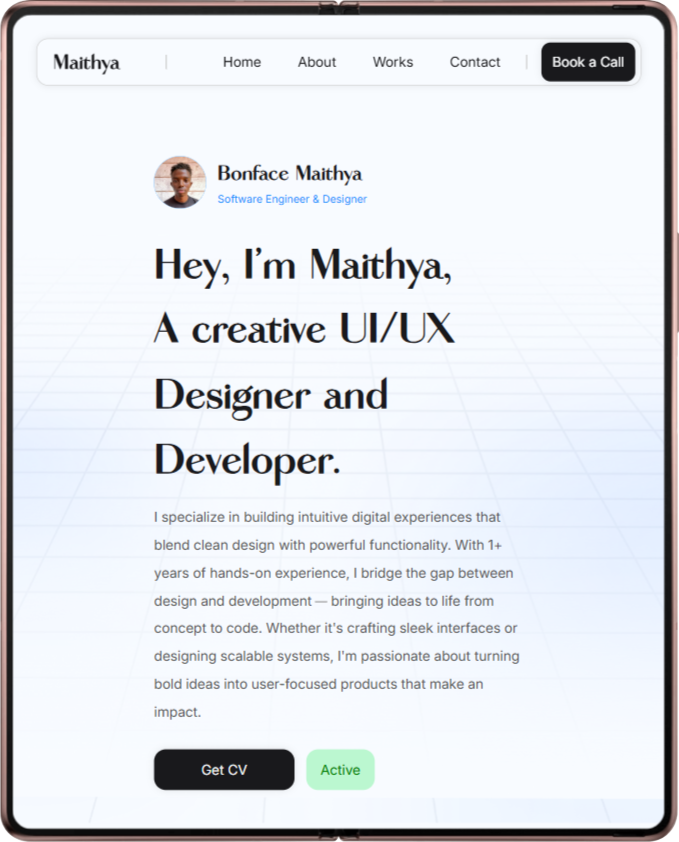 Maithya | Home About Works Contact | Book a Call
Bonface Maithya
Software Engineer & Designer
Hey, I'm Maithya,
A creative UI/UX
Designer and
Developer.
I specialize in building intuitive digital experiences that
blend clean design with powerful functionality. With 1+
years of hands-on experience, I bridge the gap between
design and development — bringing ideas to life from
concept to code. Whether it's crafting sleek interfaces or
designing scalable systems, I'm passionate about turning
bold ideas into user-focused products that make an
impact.
Get CV Active